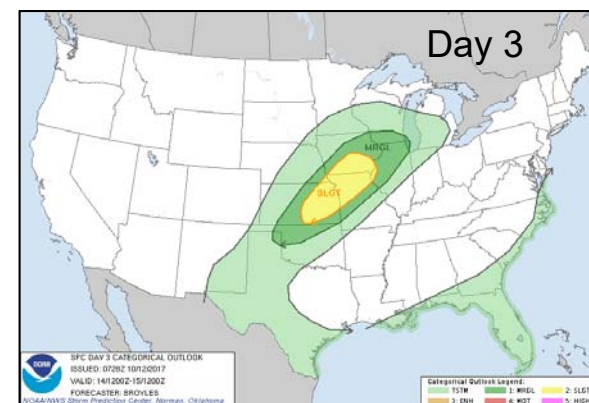 Day 3
MRGL
SLGT
NOAA
SPC DAY 3 CATEGORICAL OUTLOOK
ISSUED: 0729Z 10/12/2017
VALID: 14/1200Z-15/1200Z
FORECASTER: BROYLES
NOAA/NWS Storm Prediction Center, Norman, Oklahoma
Categorical Outlook Legend:
TSTM 1: MRGL 2: SLGT
3: ENH 4: MDT 5: HIGH